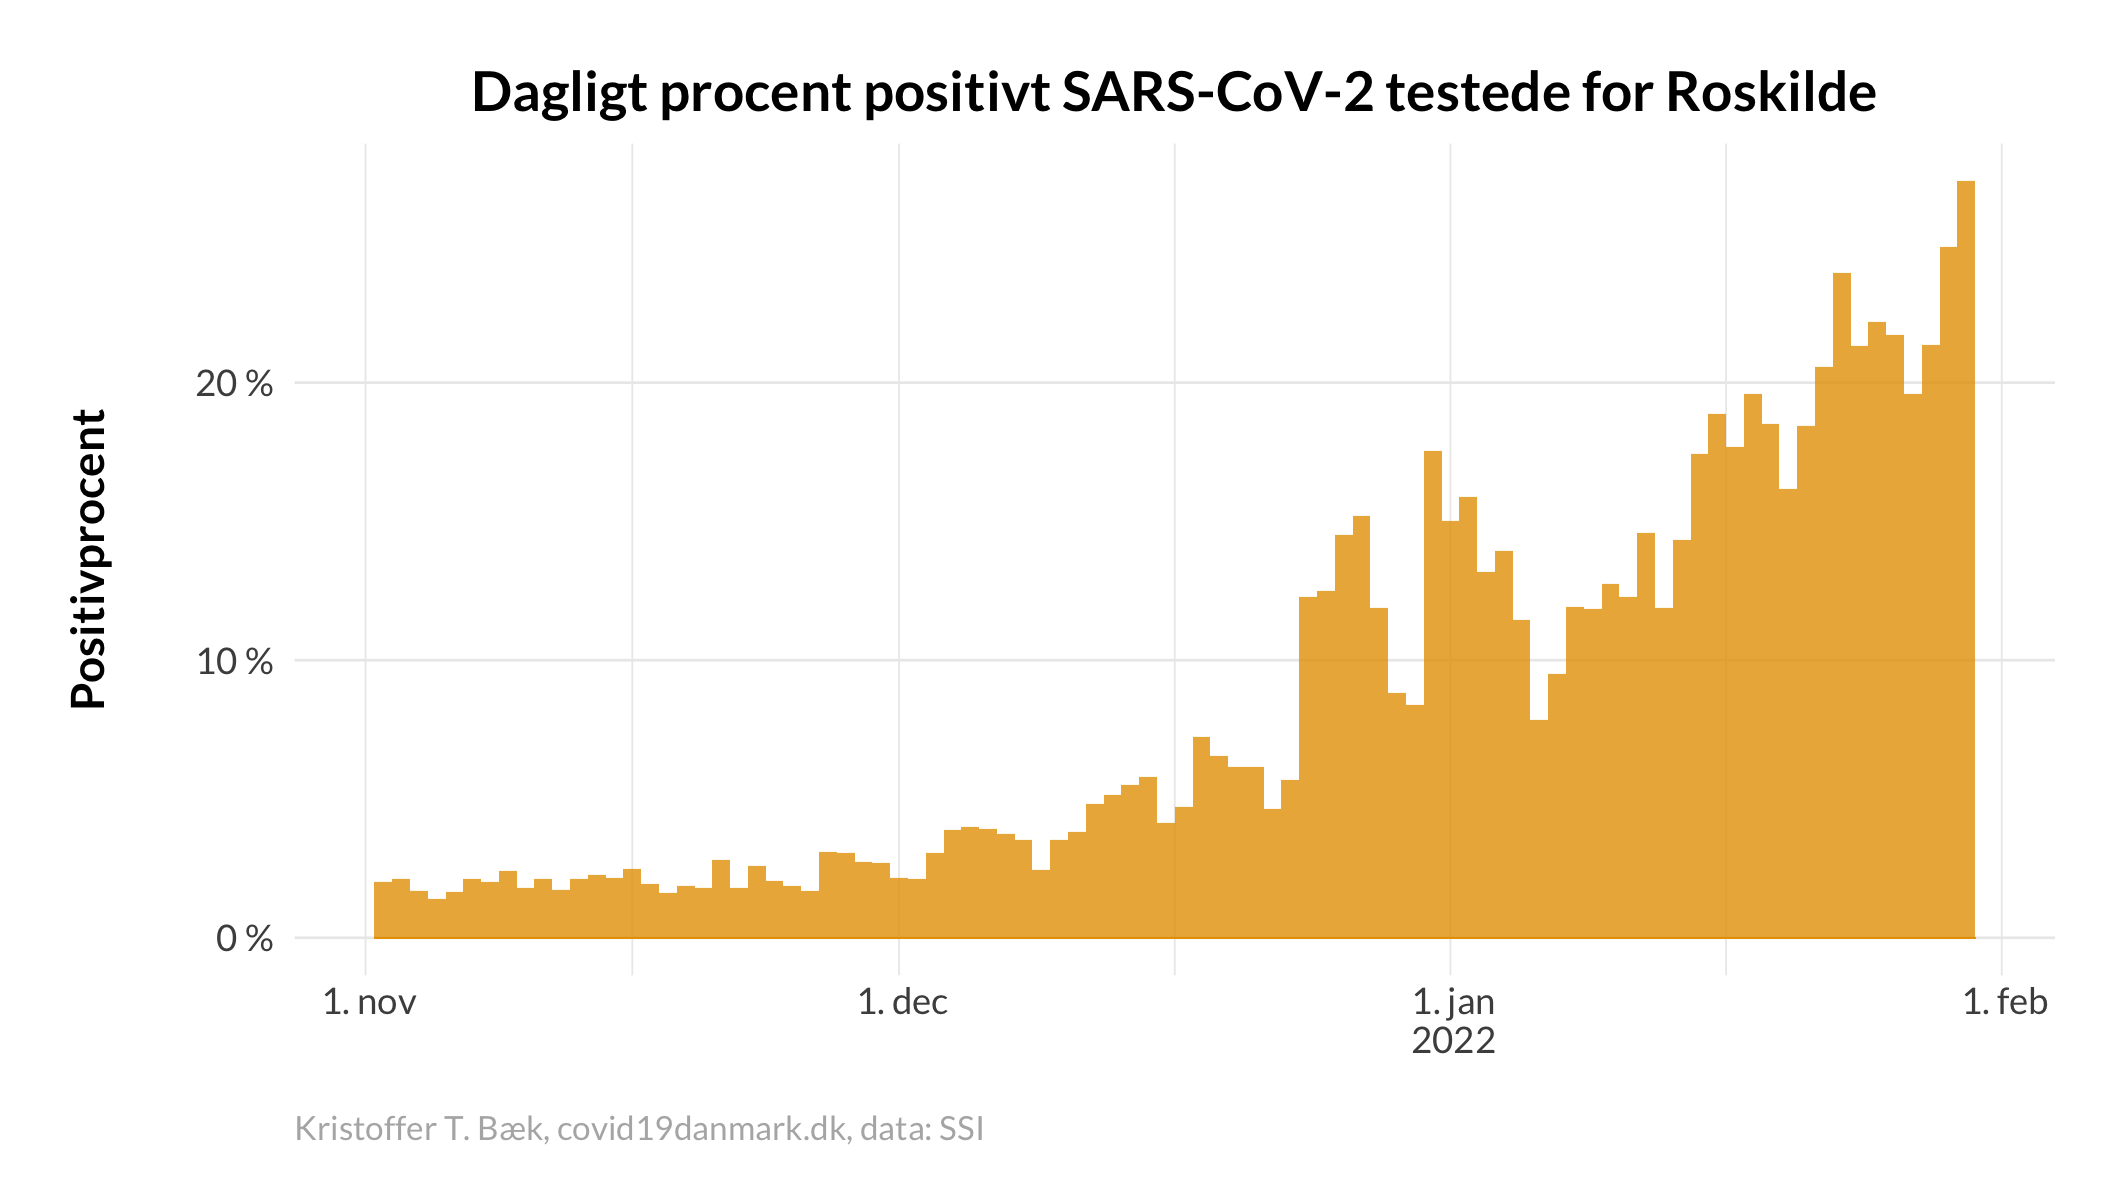 Dagligt procent positivt SARS-CoV-2 testede for Roskilde
Positivprocent
20 %
10 %
0 %
1. nov
1. dec
1. jan
2022
1. feb
Kristoffer T. Bæk, covid19danmark.dk, data: SSI